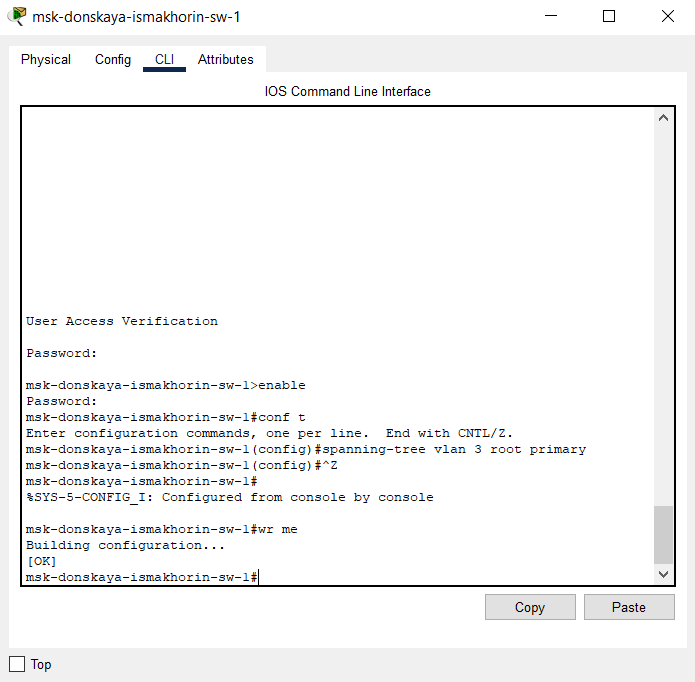 msk-donskaya-ismakhorin-sw-1
Physical Config CLI Attributes
IOS Command Line Interface
User Access Verification
Password:
msk-donskaya-ismakhorin-sw-1>enable
Password:
msk-donskaya-ismakhorin-sw-1#conf t
Enter configuration commands, one per line.  End with CNTL/Z.
msk-donskaya-ismakhorin-sw-1(config)#spanning-tree vlan 3 root primary
msk-donskaya-ismakhorin-sw-1(config)#^Z
msk-donskaya-ismakhorin-sw-1#
%SYS-5-CONFIG_I: Configured from console by console
msk-donskaya-ismakhorin-sw-1#wr me
Building configuration...
[OK]
msk-donskaya-ismakhorin-sw-1#
Copy Paste
Top